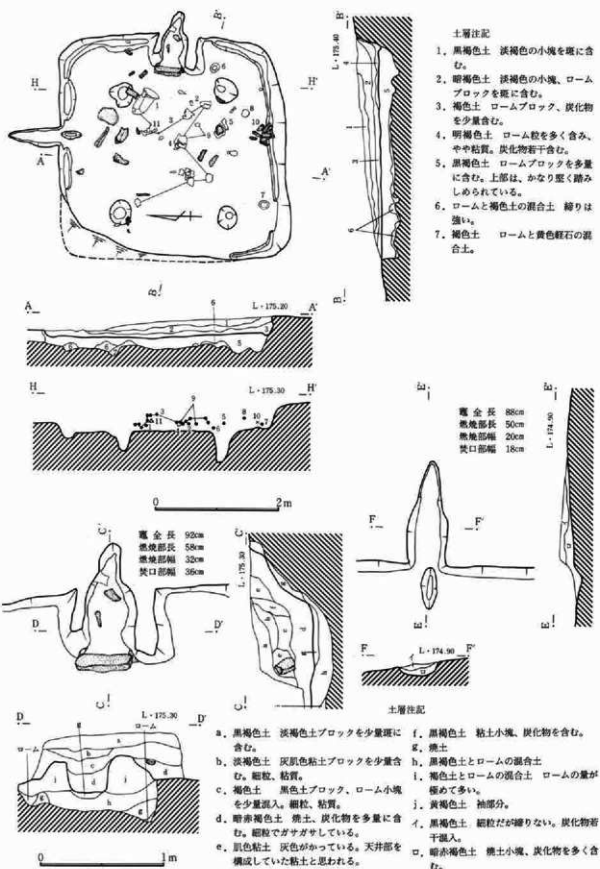 土層注記
1．黒褐色土　淡褐色の小塊を斑に含
む。
2．暗褐色土　淡褐色の小塊、ローム
ブロックを斑に含む。
3．褐色土　ロームブロック、炭化物
を少量含む。
4．明褐色土　ローム粒を多く含み、
やや粘質。炭化物若干含む。
5．黒褐色土　ロームブロックを多量
に含む。上部は、かなり堅く踏み
しめられている。
6．ロームと褐色土の混合土　締りは
強い。
7．褐色土　ロームと黄色軽石の混
合土。
B B'
L・175.40
H H'
A A'
A A'
L・175.20
H H'
L・175.30
0 2m
竈 全 長 92cm
燃焼部長 58cm
燃焼部幅 32cm
焚口部幅 36cm
C C'
L・175.30
D D'
竈 全 長 88cm
燃焼部長 50cm
燃焼部幅 20cm
焚口部幅 18cm
E E'
L・174.90
F F'
F F'
L・174.90
D D'
L・175.30
ローム
ローム
0 1m
土層注記
a．黒褐色土　淡褐色土ブロックを少量斑に
含む。
b．淡褐色土　灰肌色粘土ブロックを少量含
む。細粒、粘質。
c．褐色土　黒色土ブロック、ローム小塊
を少量混入。細粒、粘質。
d．暗赤褐色土　焼土、炭化物を多量に含
む。細粒でガサガサしている。
e．肌色粘土　灰色がかっている。天井部を
構成していた粘土と思われる。
f．黒褐色土　粘土小塊、炭化物を含む。
g．焼土
h．黒褐色土とロームの混合土
i．褐色土とロームの混合土　ロームの量が
極めて多い。
j．黄褐色土　袖部分。
イ．黒褐色土　細粒だが締りない。炭化物若
干混入。
ロ．暗赤褐色土　焼土小塊、炭化物を多く含
む。